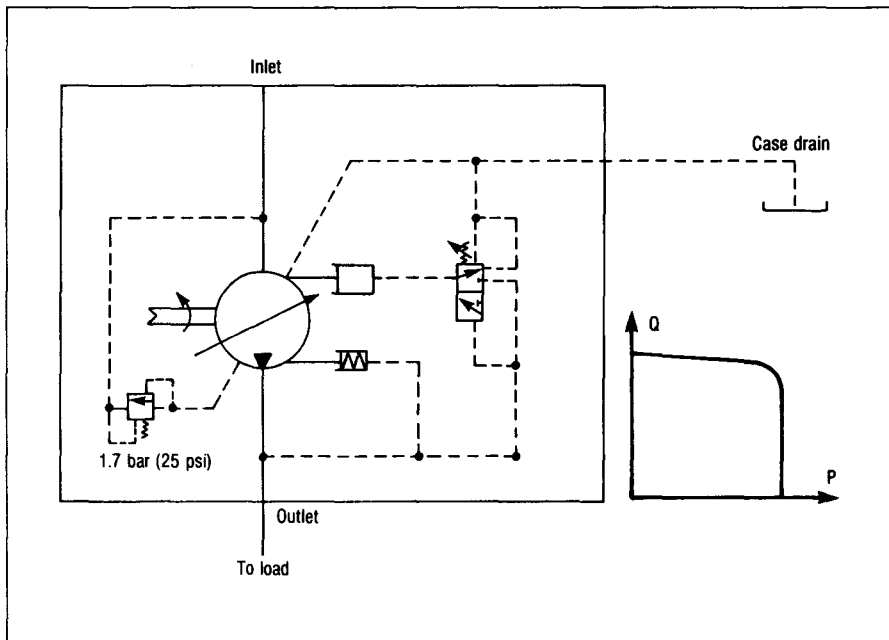 Inlet
Case drain
Q
1.7 bar (25 psi)
P
Outlet
To load